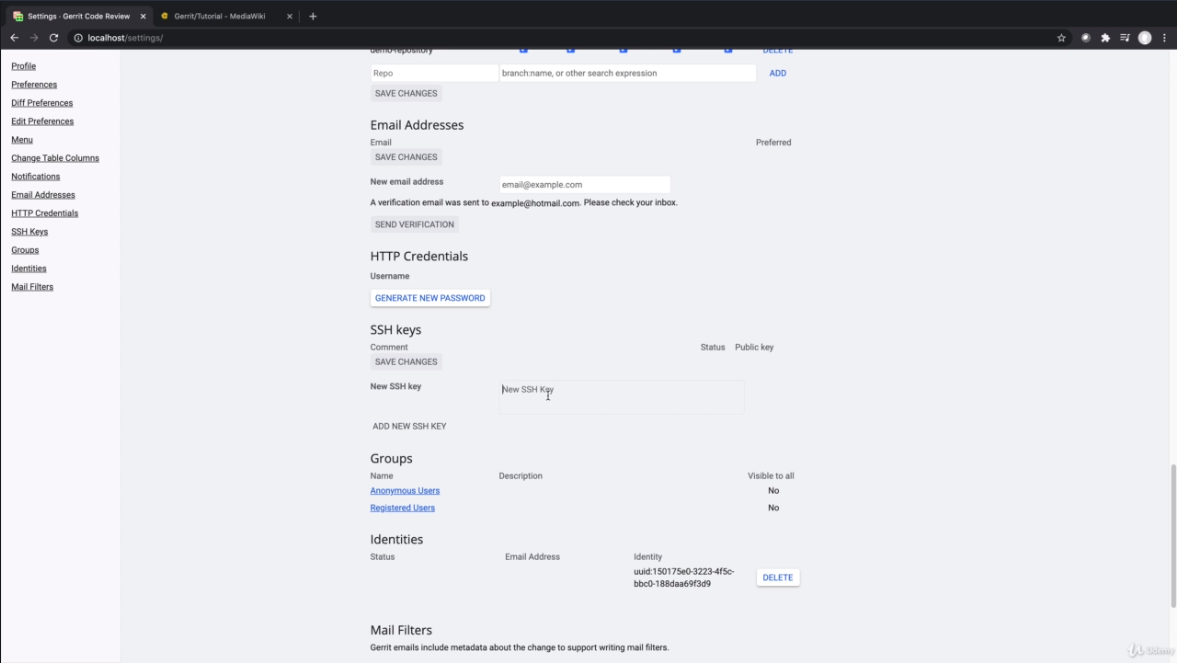 Settings · Gerrit Code Review
Gerrit/Tutorial - MediaWiki
localhost/settings/
Profile
Preferences
Diff Preferences
Edit Preferences
Menu
Change Table Columns
Notifications
Email Addresses
HTTP Credentials
SSH Keys
Groups
Identities
Mail Filters
demo-repository DELETE
Repo branch:name, or other search expression ADD
SAVE CHANGES
Email Addresses
Email Preferred
SAVE CHANGES
New email address email@example.com
A verification email was sent to example@hotmail.com. Please check your inbox.
SEND VERIFICATION
HTTP Credentials
Username
GENERATE NEW PASSWORD
SSH keys
Comment Status Public key
SAVE CHANGES
New SSH key New SSH Key
ADD NEW SSH KEY
Groups
Name Description Visible to all
Anonymous Users No
Registered Users No
Identities
Status Email Address Identity
uuid:150175e0-3223-4f5c-
bbc0-188daa69f3d9 DELETE
Mail Filters
Gerrit emails include metadata about the change to support writing mail filters.
Udemy